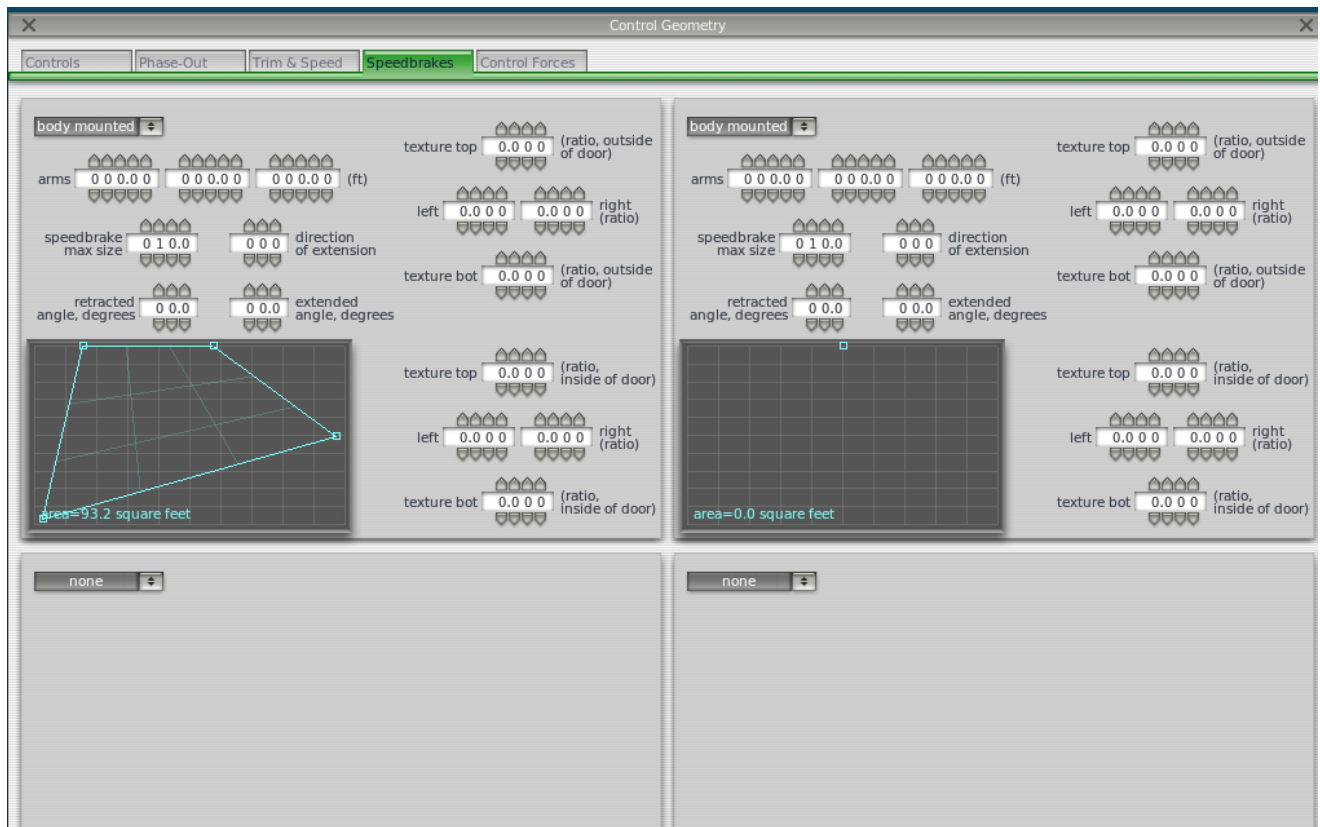 Control Geometry
Controls
Phase-Out
Trim & Speed
Speedbrakes
Control Forces
body mounted
texture top
0.0 0 0
(ratio, outside
of door)
arms
0 0 0.0 0
0 0 0.0 0
0 0 0.0 0
(ft)
left
0.0 0 0
0.0 0 0
right
(ratio)
speedbrake
max size
0 1 0.0
0 0 0
direction
of extension
texture bot
0.0 0 0
(ratio, outside
of door)
retracted
angle, degrees
0 0.0
0 0.0
extended
angle, degrees
texture top
0.0 0 0
(ratio,
inside of door)
left
0.0 0 0
0.0 0 0
right
(ratio)
texture bot
0.0 0 0
(ratio,
inside of door)
area=93.2 square feet
body mounted
texture top
0.0 0 0
(ratio, outside
of door)
arms
0 0 0.0 0
0 0 0.0 0
0 0 0.0 0
(ft)
left
0.0 0 0
0.0 0 0
right
(ratio)
speedbrake
max size
0 1 0.0
0 0 0
direction
of extension
texture bot
0.0 0 0
(ratio, outside
of door)
retracted
angle, degrees
0 0.0
0 0.0
extended
angle, degrees
texture top
0.0 0 0
(ratio,
inside of door)
left
0.0 0 0
0.0 0 0
right
(ratio)
texture bot
0.0 0 0
(ratio,
inside of door)
area=0.0 square feet
none
none